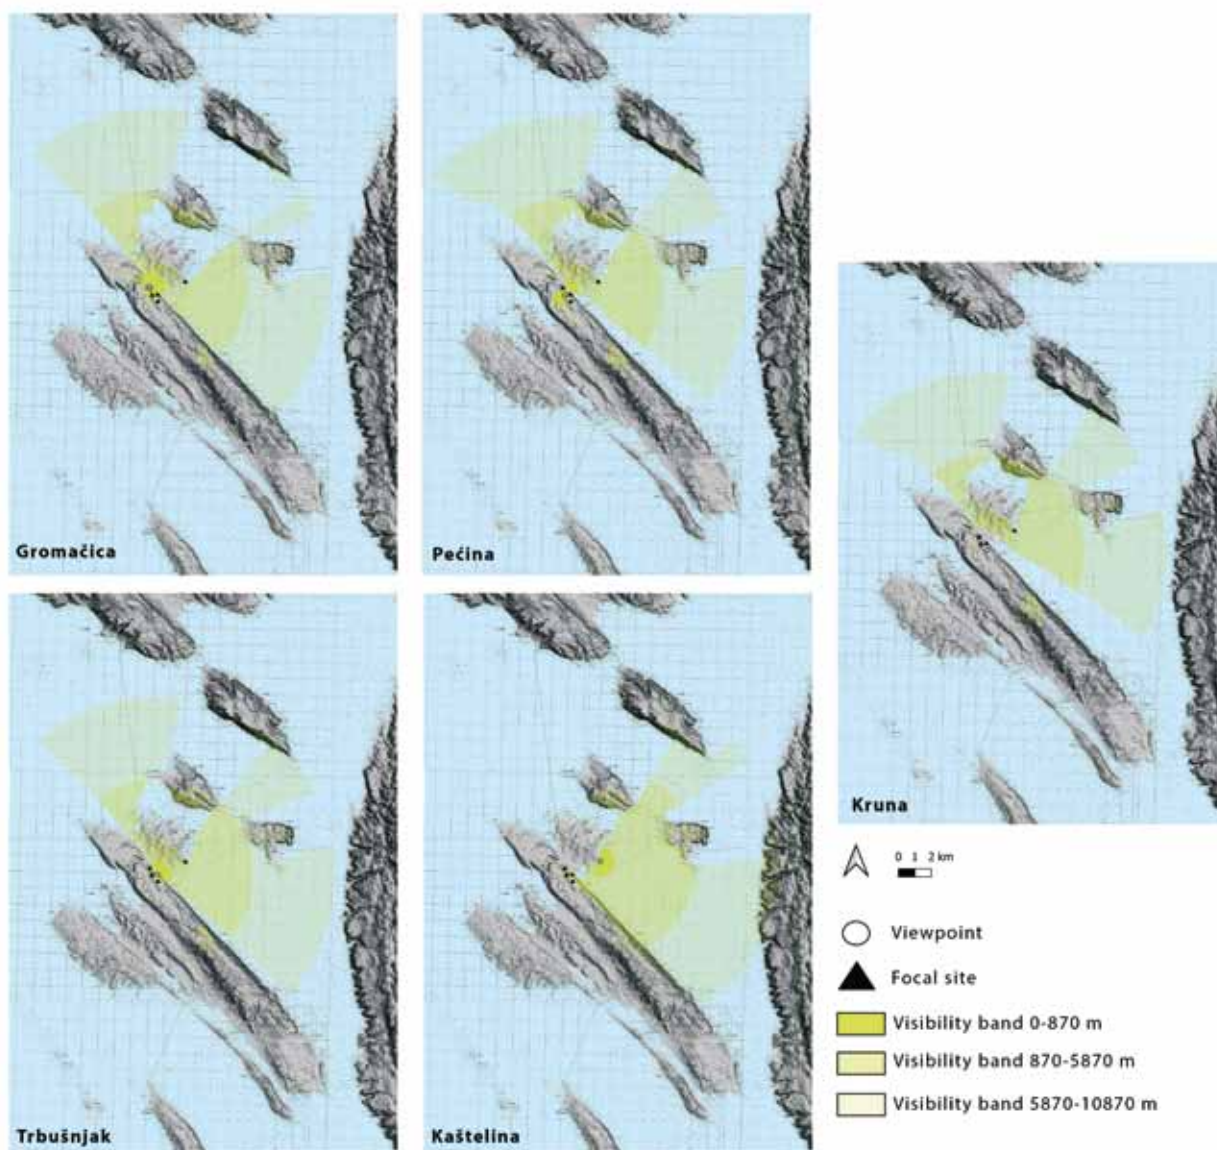 Gromačica
Pećina
Kruna
Trbušnjak
Kaštelina
0 1 2 km
Viewpoint
Focal site
Visibility band 0-870 m
Visibility band 870-5870 m
Visibility band 5870-10870 m